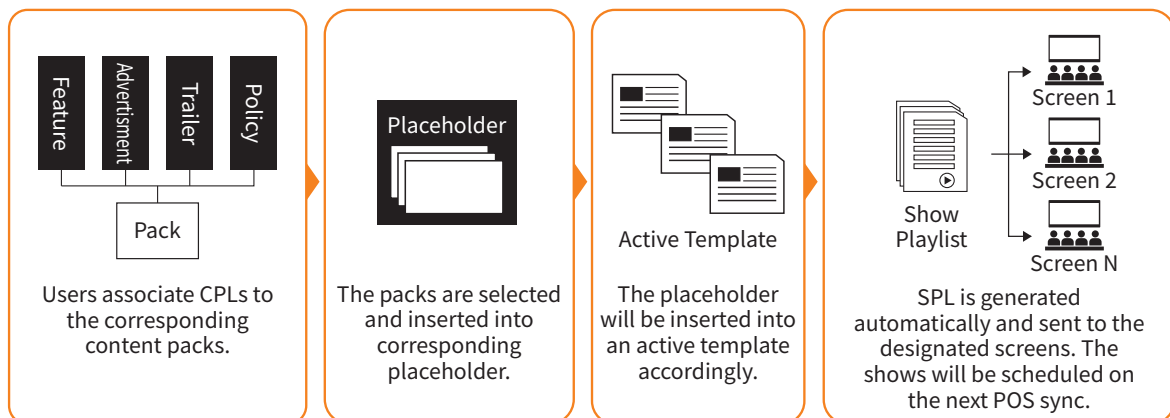 Feature
Advertisment
Trailer
Policy
Pack
Users associate CPLs to
the corresponding
content packs.
Placeholder
The packs are selected
and inserted into
corresponding
placeholder.
Active Template
The placeholder
will be inserted into
an active template
accordingly.
Show
Playlist
Screen 1
Screen 2
Screen N
SPL is generated
automatically and sent to the
designated screens. The
shows will be scheduled on
the next POS sync.